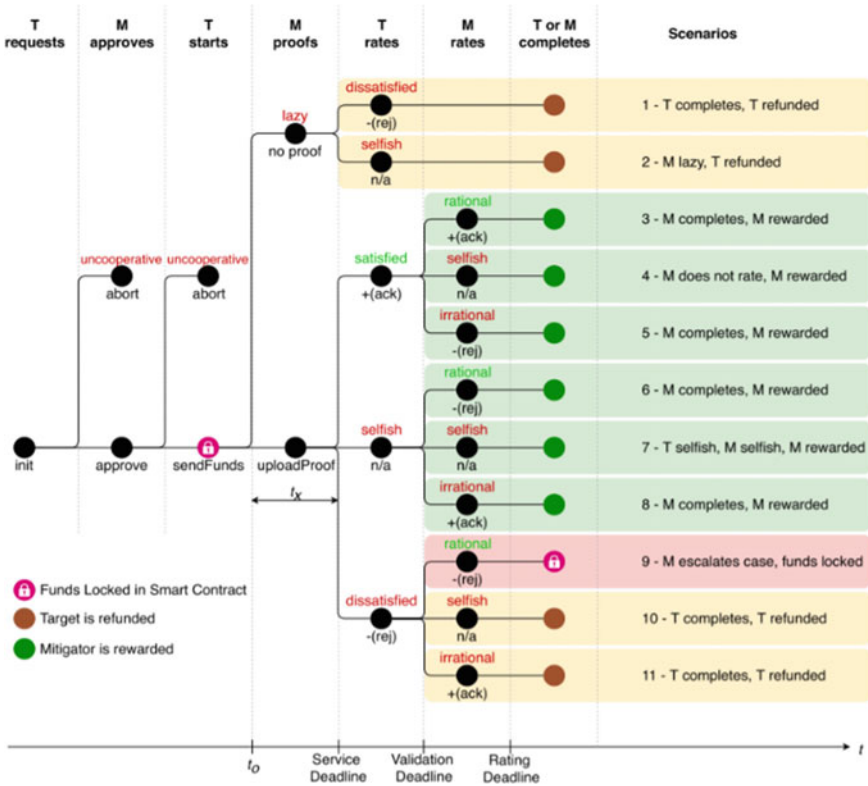 T requests
M approves
T starts
M proofs
T rates
M rates
T or M completes
Scenarios
dissatisfied
-(rej)
1 - T completes, T refunded
lazy
no proof
selfish
n/a
2 - M lazy, T refunded
rational
+(ack)
3 - M completes, M rewarded
uncooperative
abort
uncooperative
abort
satisfied
+(ack)
selfish
n/a
4 - M does not rate, M rewarded
irrational
-(rej)
5 - M completes, M rewarded
rational
-(rej)
6 - M completes, M rewarded
init
approve
sendFunds
uploadProof
selfish
n/a
selfish
n/a
7 - T selfish, M selfish, M rewarded
tx
irrational
+(ack)
8 - M completes, M rewarded
rational
-(rej)
9 - M escalates case, funds locked
Funds Locked in Smart Contract
Target is refunded
Mitigator is rewarded
dissatisfied
-(rej)
selfish
n/a
10 - T completes, T refunded
irrational
+(ack)
11 - T completes, T refunded
to
Service
Deadline
Validation
Deadline
Rating
Deadline
t